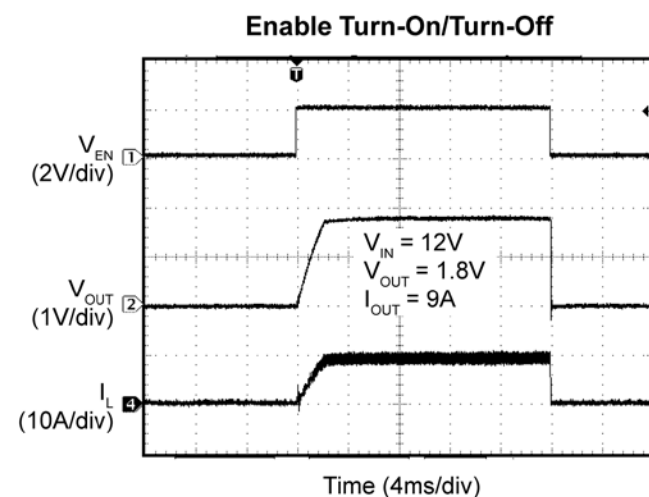 Enable Turn-On/Turn-Off
T
V_EN
(2V/div)
1
V_IN = 12V
V_OUT = 1.8V
I_OUT = 9A
V_OUT
(1V/div)
2
I_L
(10A/div)
4
Time (4ms/div)